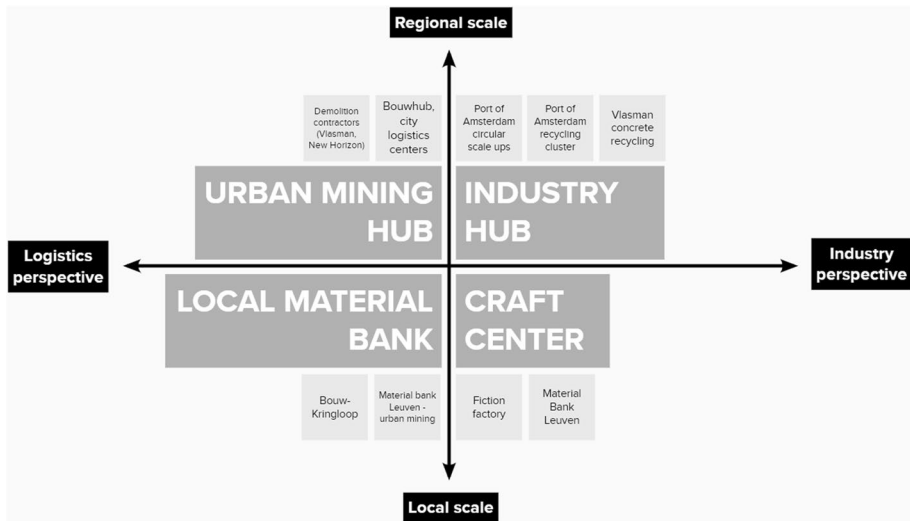 Regional scale
Demolition
contractors
(Vlasman,
New Horizon)
Bouwhub,
city
logistics
centers
Port of
Amsterdam
circular
scale ups
Port of
Amsterdam
recycling
cluster
Vlasman
concrete
recycling
URBAN MINING
HUB
INDUSTRY
HUB
Logistics
perspective
Industry
perspective
LOCAL MATERIAL
BANK
CRAFT
CENTER
Bouw-
Kringloop
Material bank
Leuven -
urban mining
Fiction
factory
Material
Bank
Leuven
Local scale